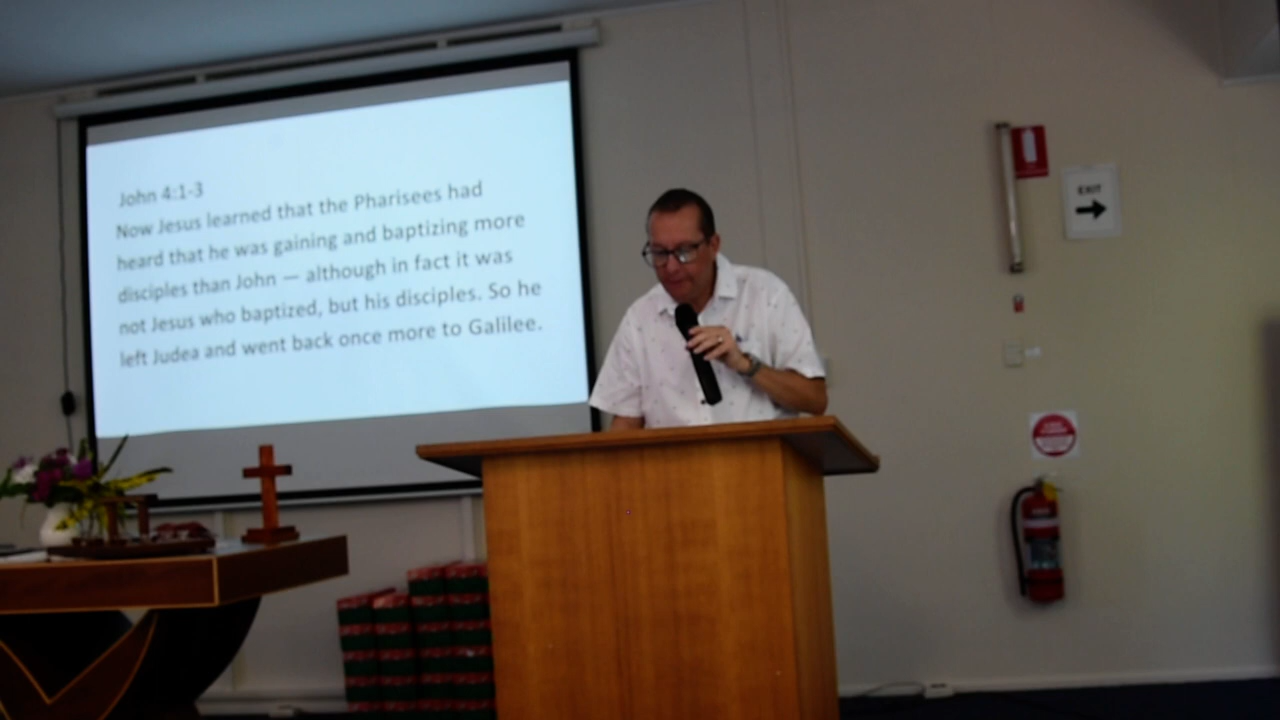 John 4:1-3
Now Jesus learned that the Pharisees had
heard that he was gaining and baptizing more
disciples than John — although in fact it was
not Jesus who baptized, but his disciples. So he
left Judea and went back once more to Galilee.
EXIT